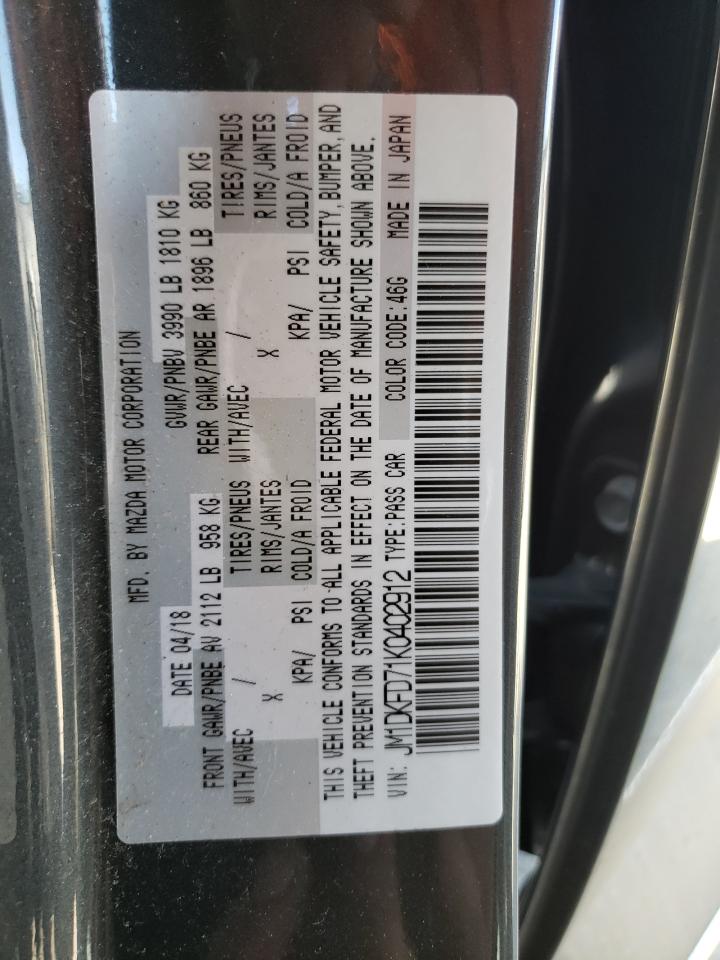 MFD. BY MAZDA MOTOR CORPORATION
DATE 04/18 GVWR/PNBV 3990 LB 1810 KG
FRONT GAWR/PNBE AV 2112 LB 958 KG REAR GAWR/PNBE AR 1896 LB 860 KG
WITH/AVEC / TIRES/PNEUS WITH/AVEC / TIRES/PNEUS
X RIMS/JANTES X RIMS/JANTES
KPA/ PSI COLD/A FROID KPA/ PSI COLD/A FROID
THIS VEHICLE CONFORMS TO ALL APPLICABLE FEDERAL MOTOR VEHICLE SAFETY, BUMPER, AND
THEFT PREVENTION STANDARDS IN EFFECT ON THE DATE OF MANUFACTURE SHOWN ABOVE.
VIN: JM1DKFD71K0402912 TYPE:PASS CAR COLOR CODE:46G MADE IN JAPAN